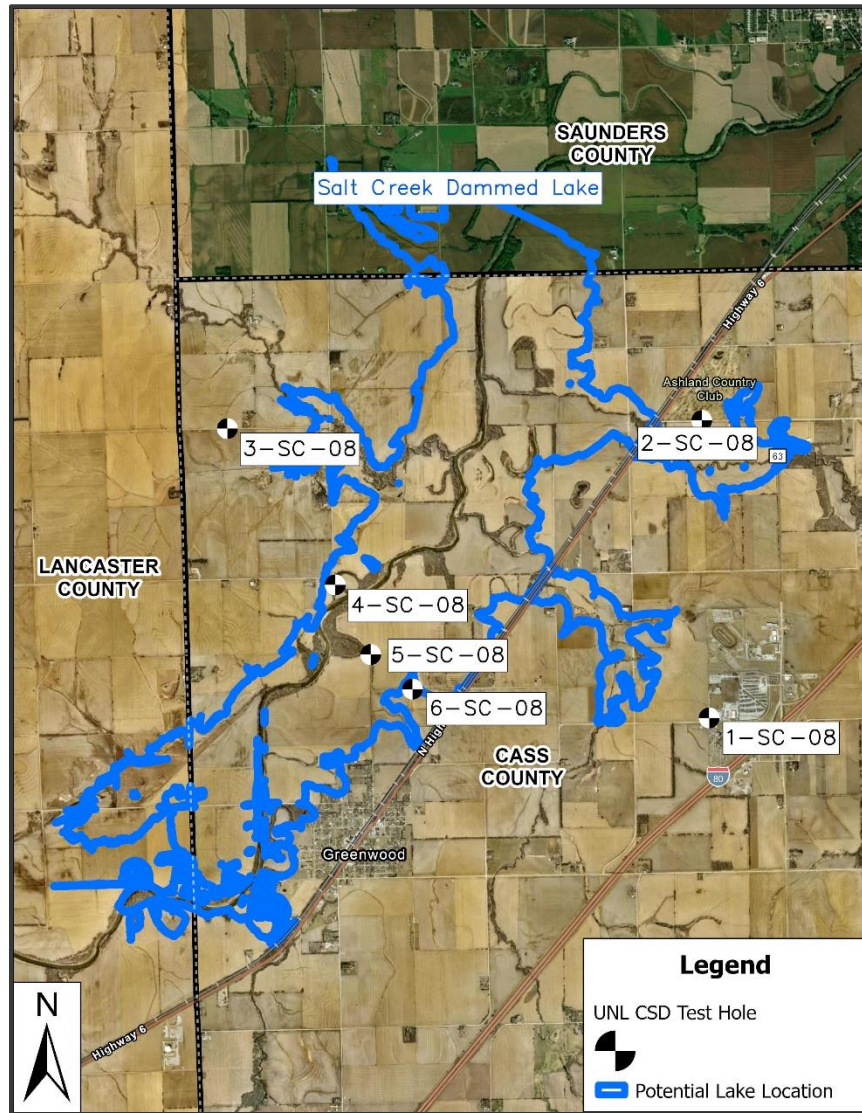 SAUNDERS
COUNTY
Salt Creek Dammed Lake
Highway 6
Ashland Country
Club
2-SC-08
63
3-SC-08
LANCASTER
COUNTY
4-SC-08
5-SC-08
6-SC-08
N High
1-SC-08
CASS
COUNTY
80
Greenwood
Highway 6
N
Legend
UNL CSD Test Hole
Potential Lake Location